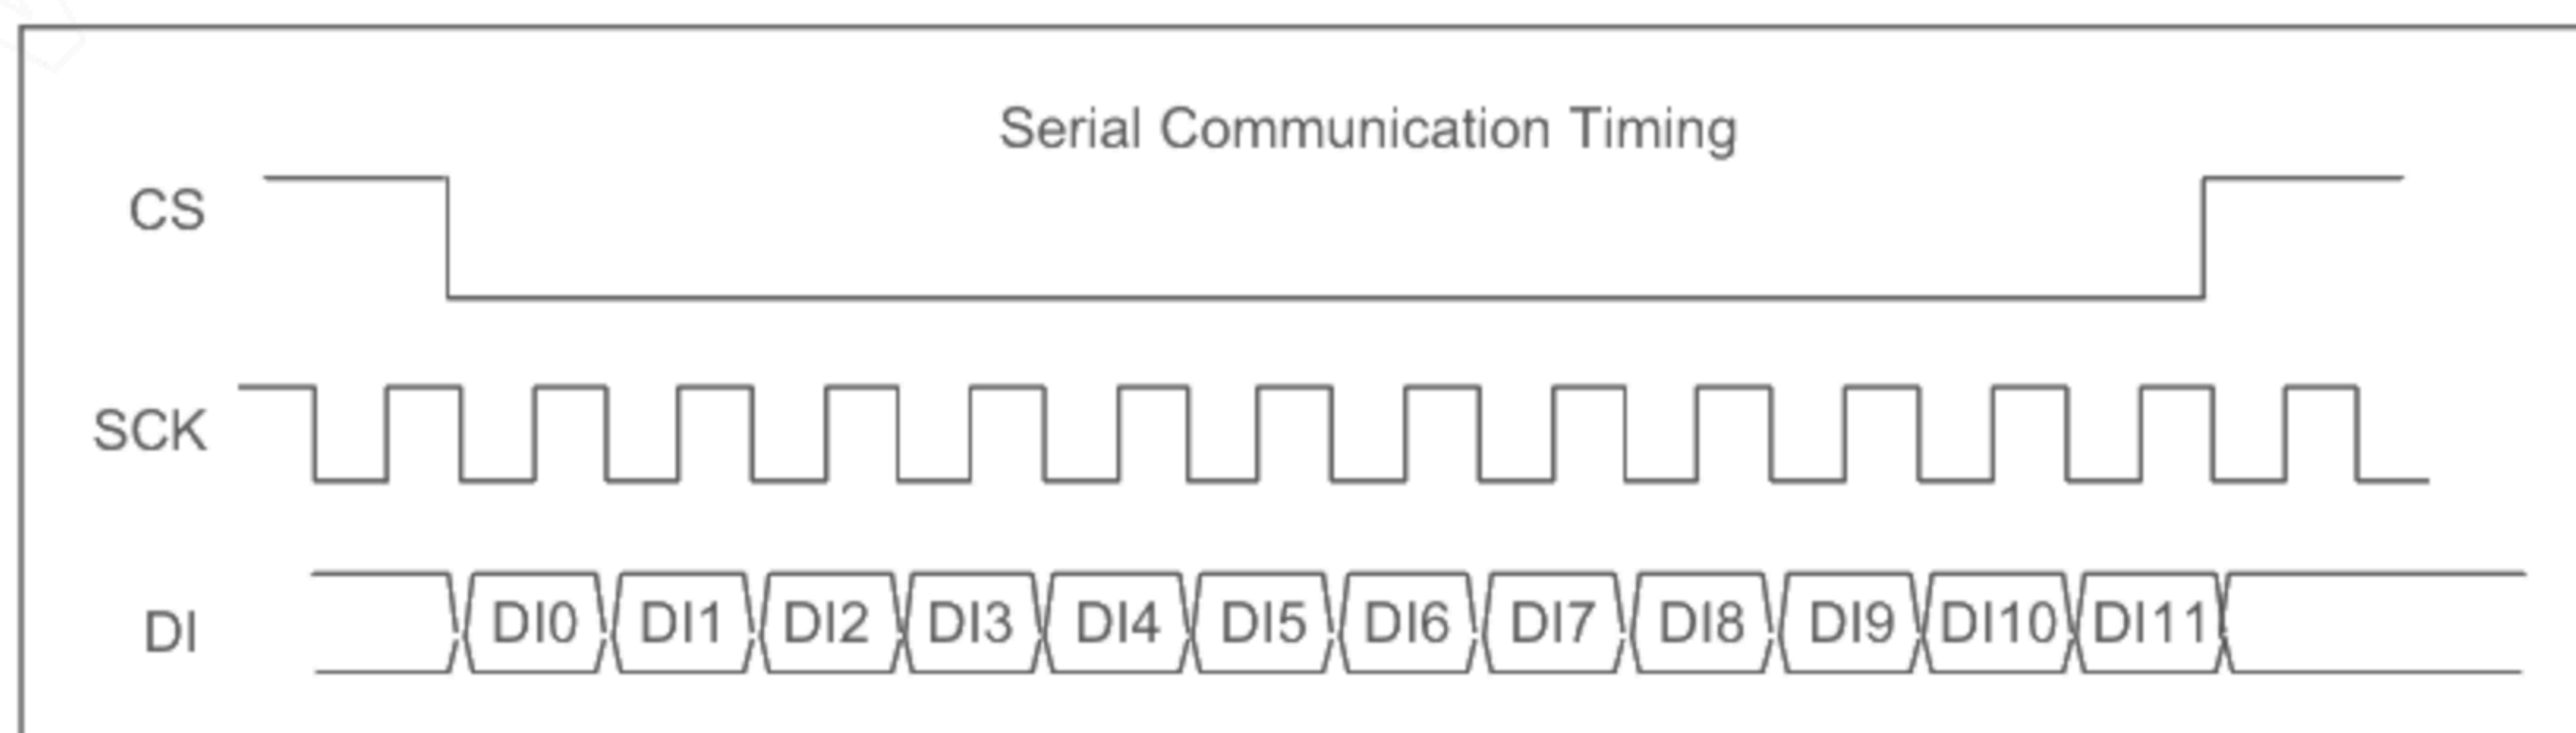 Serial Communication Timing
CS
SCK
DI DI0 DI1 DI2 DI3 DI4 DI5 DI6 DI7 DI8 DI9 DI10 DI11